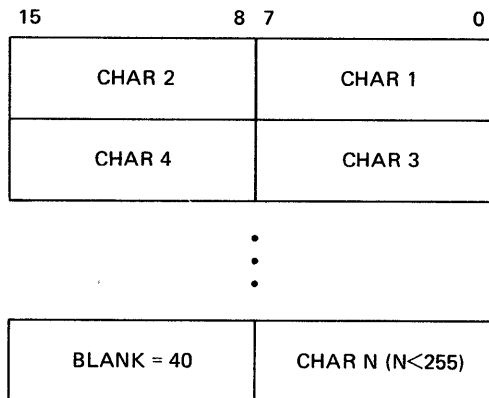 15 8 7 0
CHAR 2 CHAR 1
CHAR 4 CHAR 3
BLANK = 40 CHAR N (N<255)